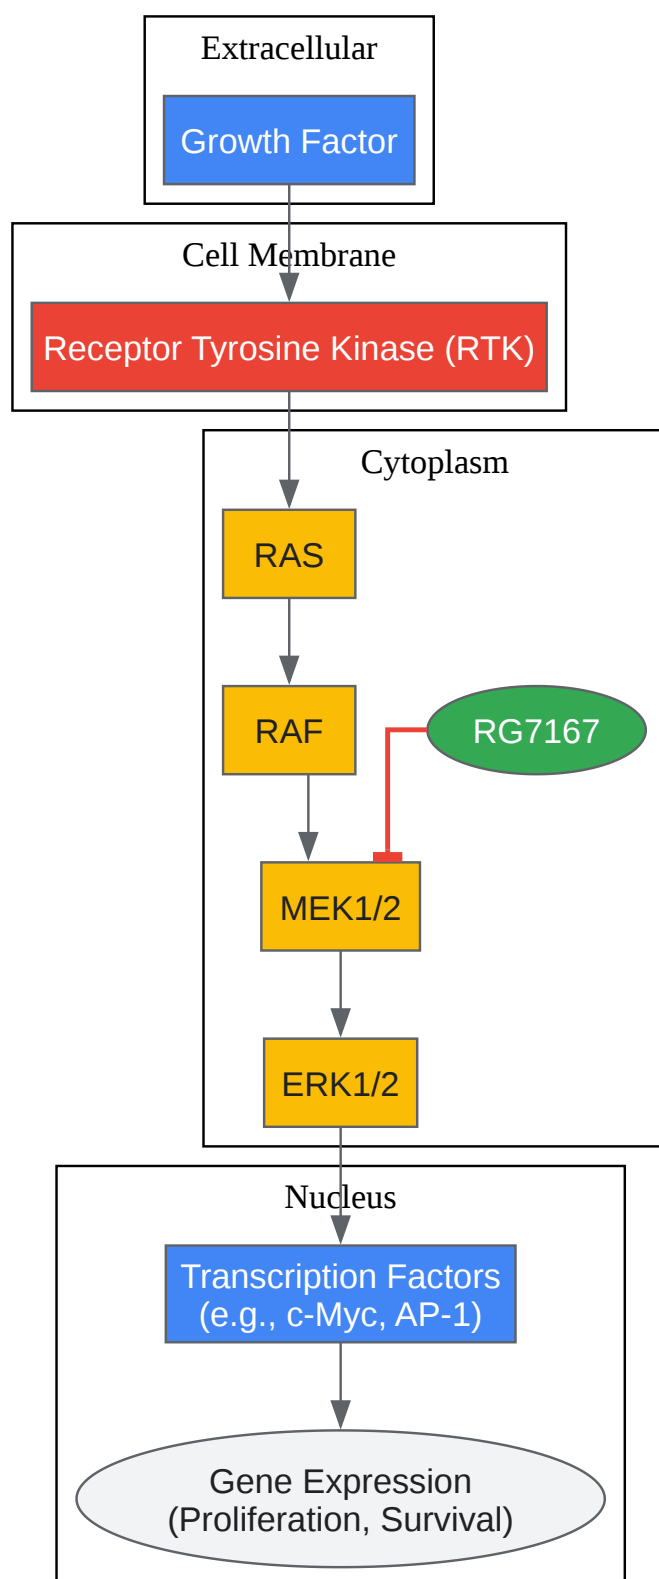 Extracellular
Growth Factor
Cell Membrane
Receptor Tyrosine Kinase (RTK)
Cytoplasm
RAS
RAF
RG7167
MEK1/2
ERK1/2
Nucleus
Transcription Factors
(e.g., c-Myc, AP-1)
Gene Expression
(Proliferation, Survival)